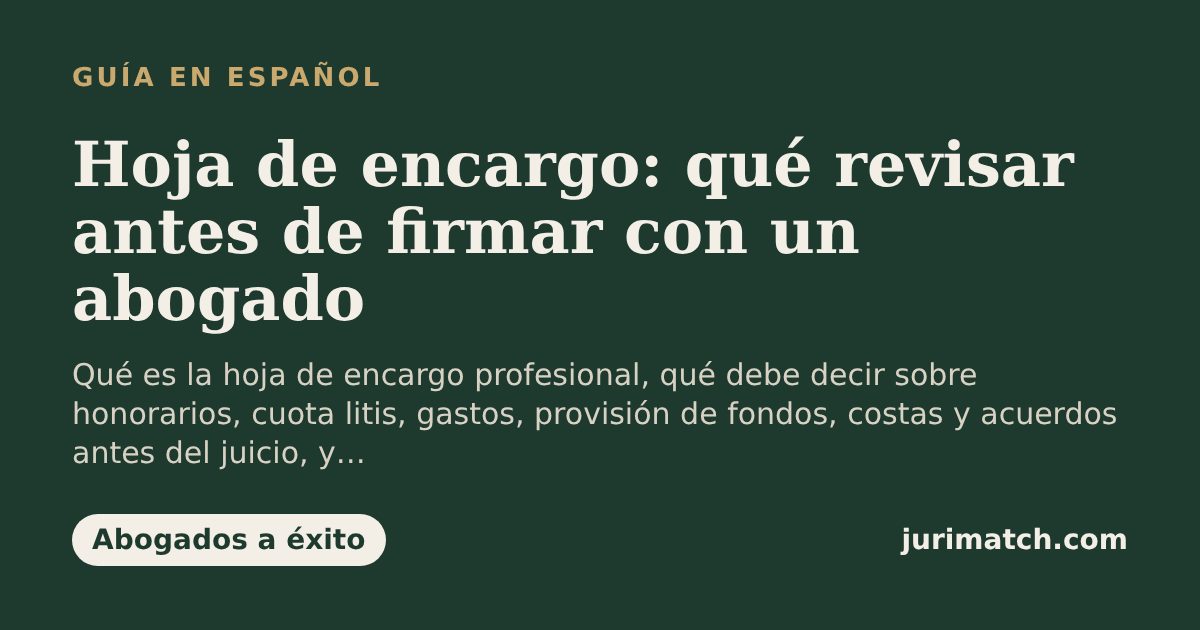 GUÍA EN ESPAÑOL
Hoja de encargo: qué revisar
antes de firmar con un
abogado
Qué es la hoja de encargo profesional, qué debe decir sobre
honorarios, cuota litis, gastos, provisión de fondos, costas y acuerdos
antes del juicio, y...
Abogados a éxito
jurimatch.com